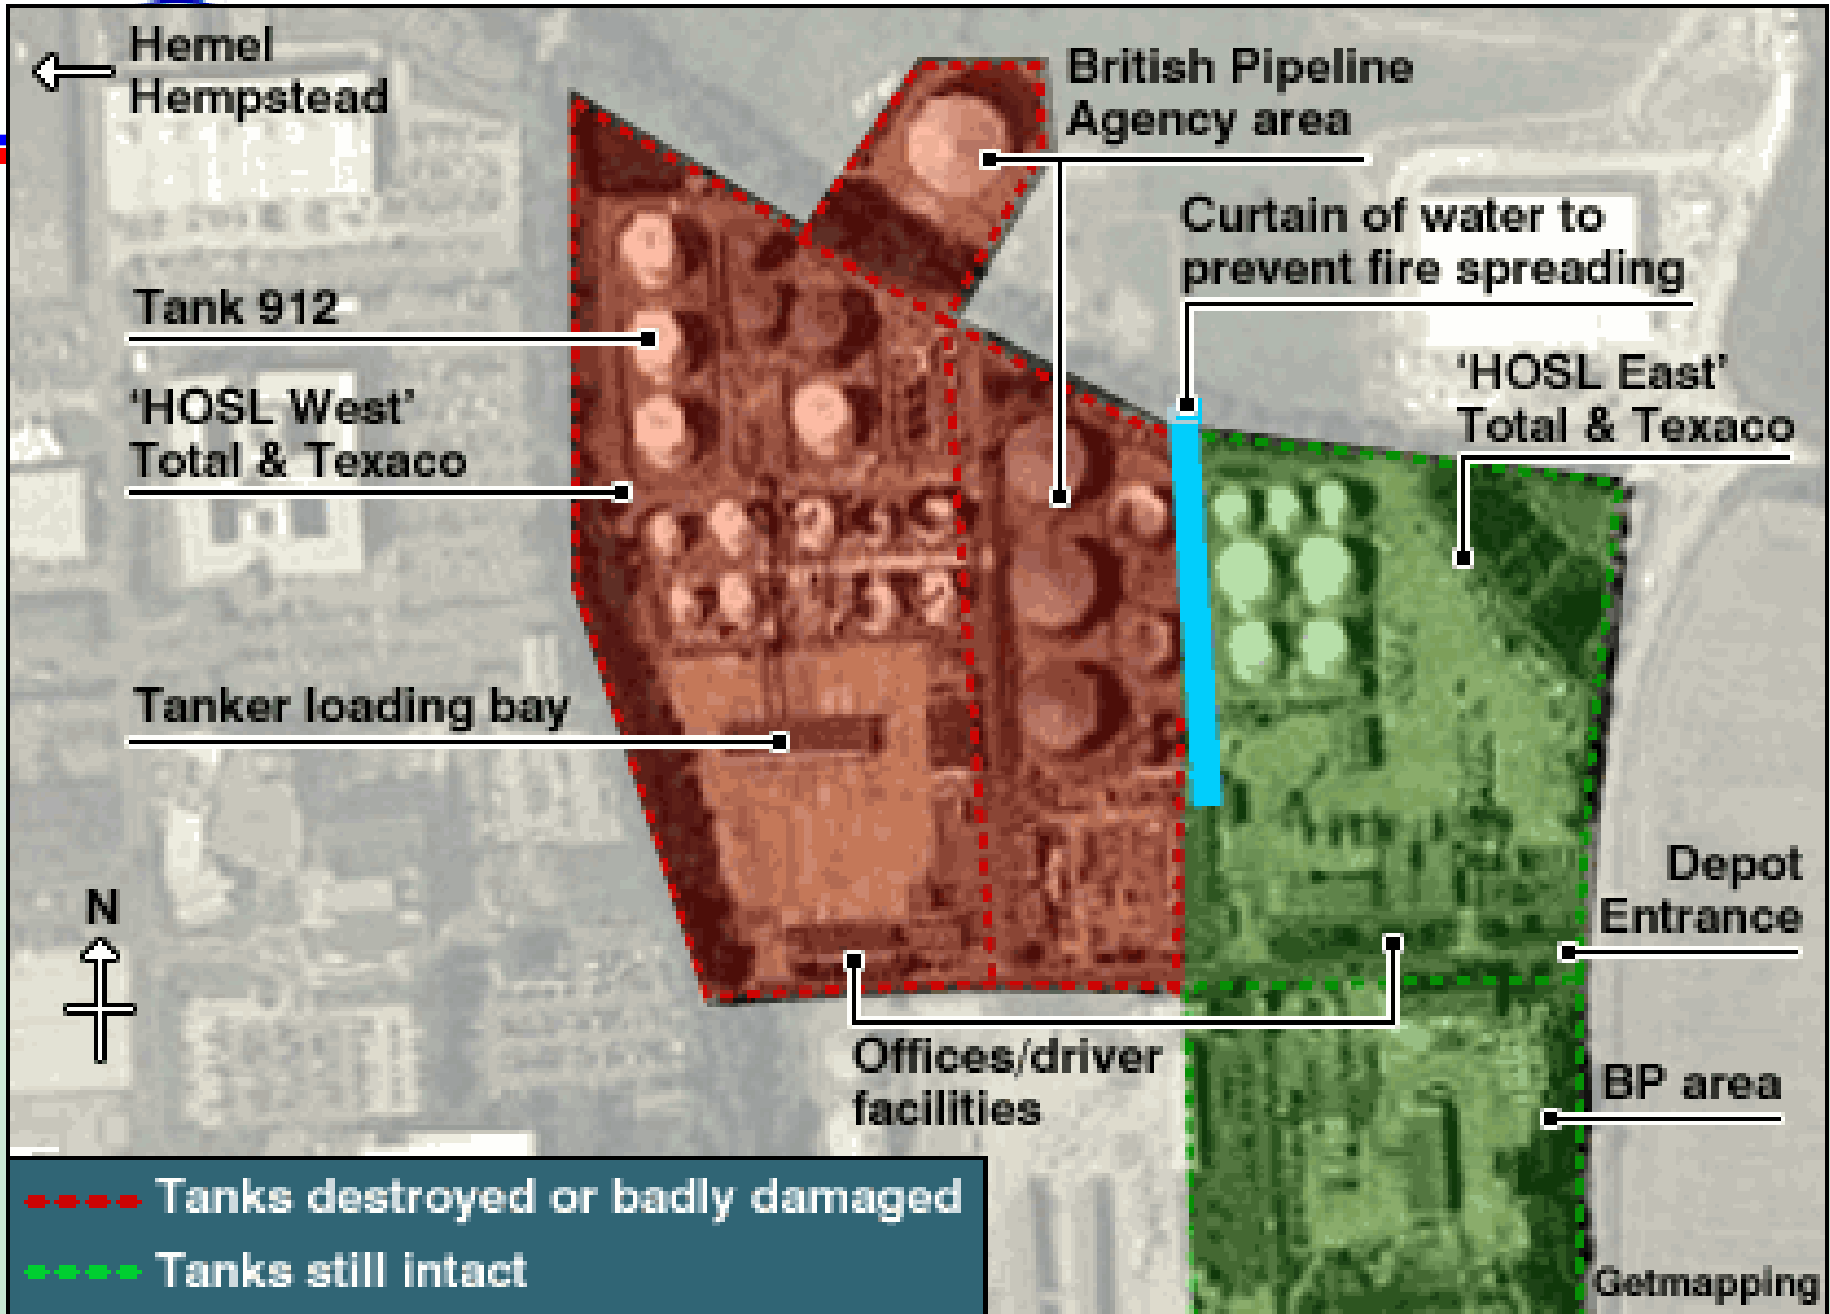 Hemel
Hempstead
British Pipeline
Agency area
Curtain of water to
prevent fire spreading
Tank 912
'HOSL West'
Total & Texaco
'HOSL East'
Total & Texaco
Tanker loading bay
Depot
Entrance
N
Offices/driver
facilities
BP area
Tanks destroyed or badly damaged
Tanks still intact
Getmapping